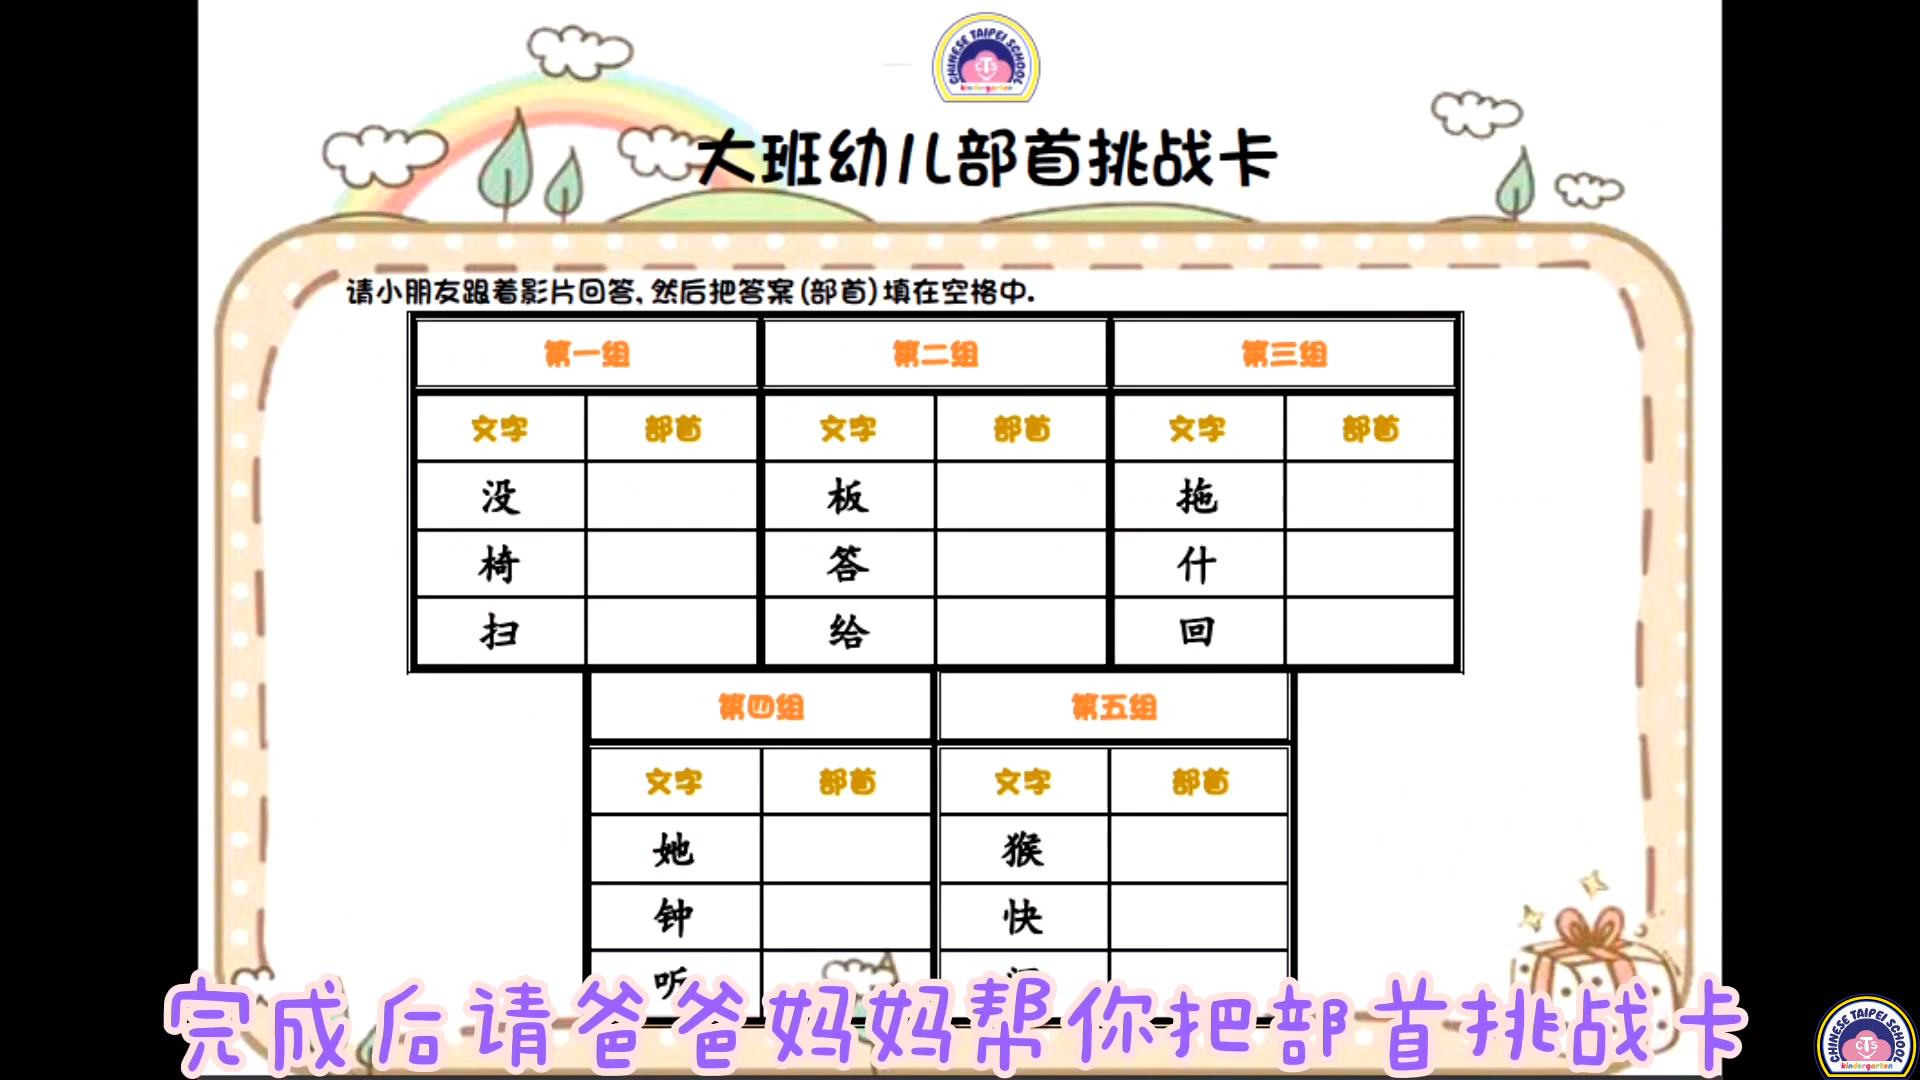 CHINESE TAIPEI SCHOOL
CTS
kindergarten
大班幼儿部首挑战卡
请小朋友跟着影片回答,然后把答案(部首)填在空格中.
第一组 第二组 第三组
文字 部首 文字 部首 文字 部首
没 板 拖
椅 答 什
扫 给 回
第四组 第五组
文字 部首 文字 部首
她 猴
钟 快
听
完成后请爸爸妈妈帮你把部首挑战卡
CHINESE TAIPEI SCHOOL
CTS
kindergarten